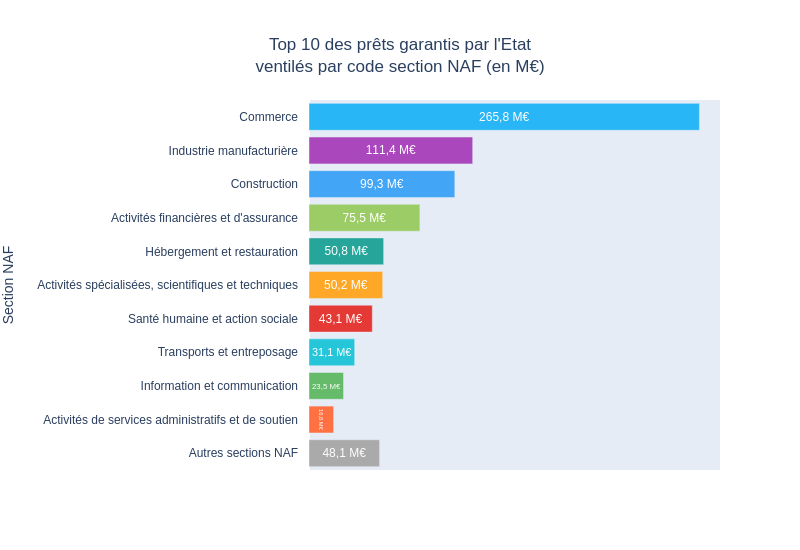 Top 10 des prêts garantis par l'Etat
ventilés par code section NAF (en M€)
Section NAF
Commerce 265,8 M€
Industrie manufacturière 111,4 M€
Construction 99,3 M€
Activités financières et d'assurance 75,5 M€
Hébergement et restauration 50,8 M€
Activités spécialisées, scientifiques et techniques 50,2 M€
Santé humaine et action sociale 43,1 M€
Transports et entreposage 31,1 M€
Information et communication 23,5 M€
Activités de services administratifs et de soutien M€
Autres sections NAF 48,1 M€